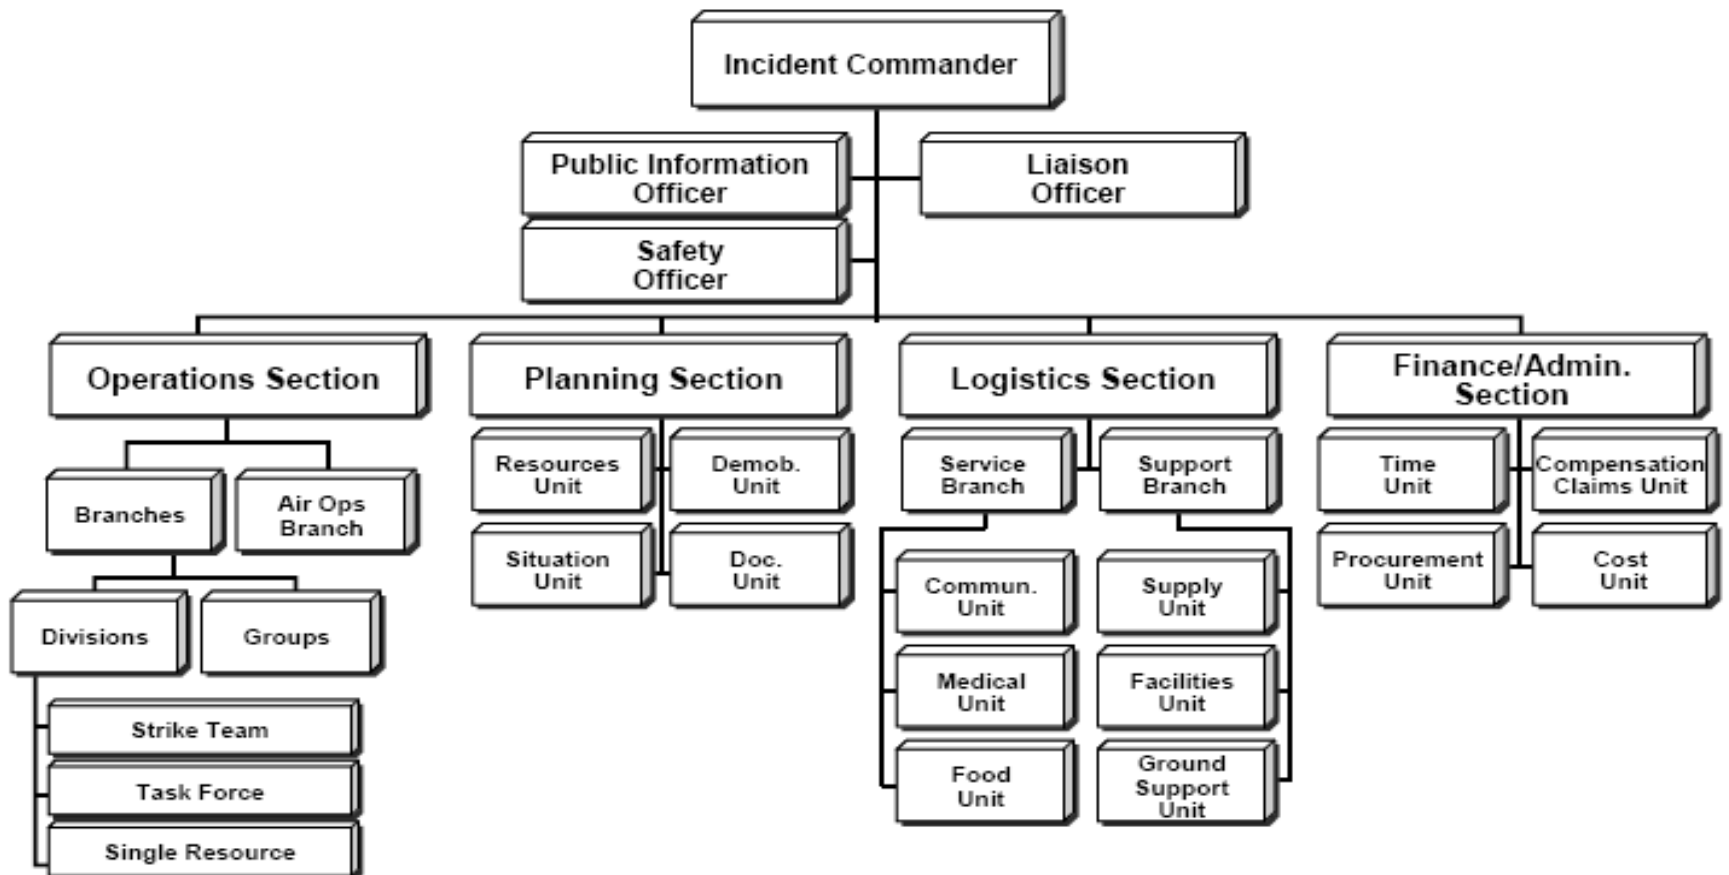 Incident Commander
Public Information
Officer
Liaison
Officer
Safety
Officer
Operations Section
Planning Section
Logistics Section
Finance/Admin.
Section
Branches
Air Ops
Branch
Divisions
Groups
Strike Team
Task Force
Single Resource
Resources
Unit
Demob.
Unit
Situation
Unit
Doc.
Unit
Service
Branch
Support
Branch
Commun.
Unit
Supply
Unit
Medical
Unit
Facilities
Unit
Food
Unit
Ground
Support
Unit
Time
Unit
Compensation
Claims Unit
Procurement
Unit
Cost
Unit